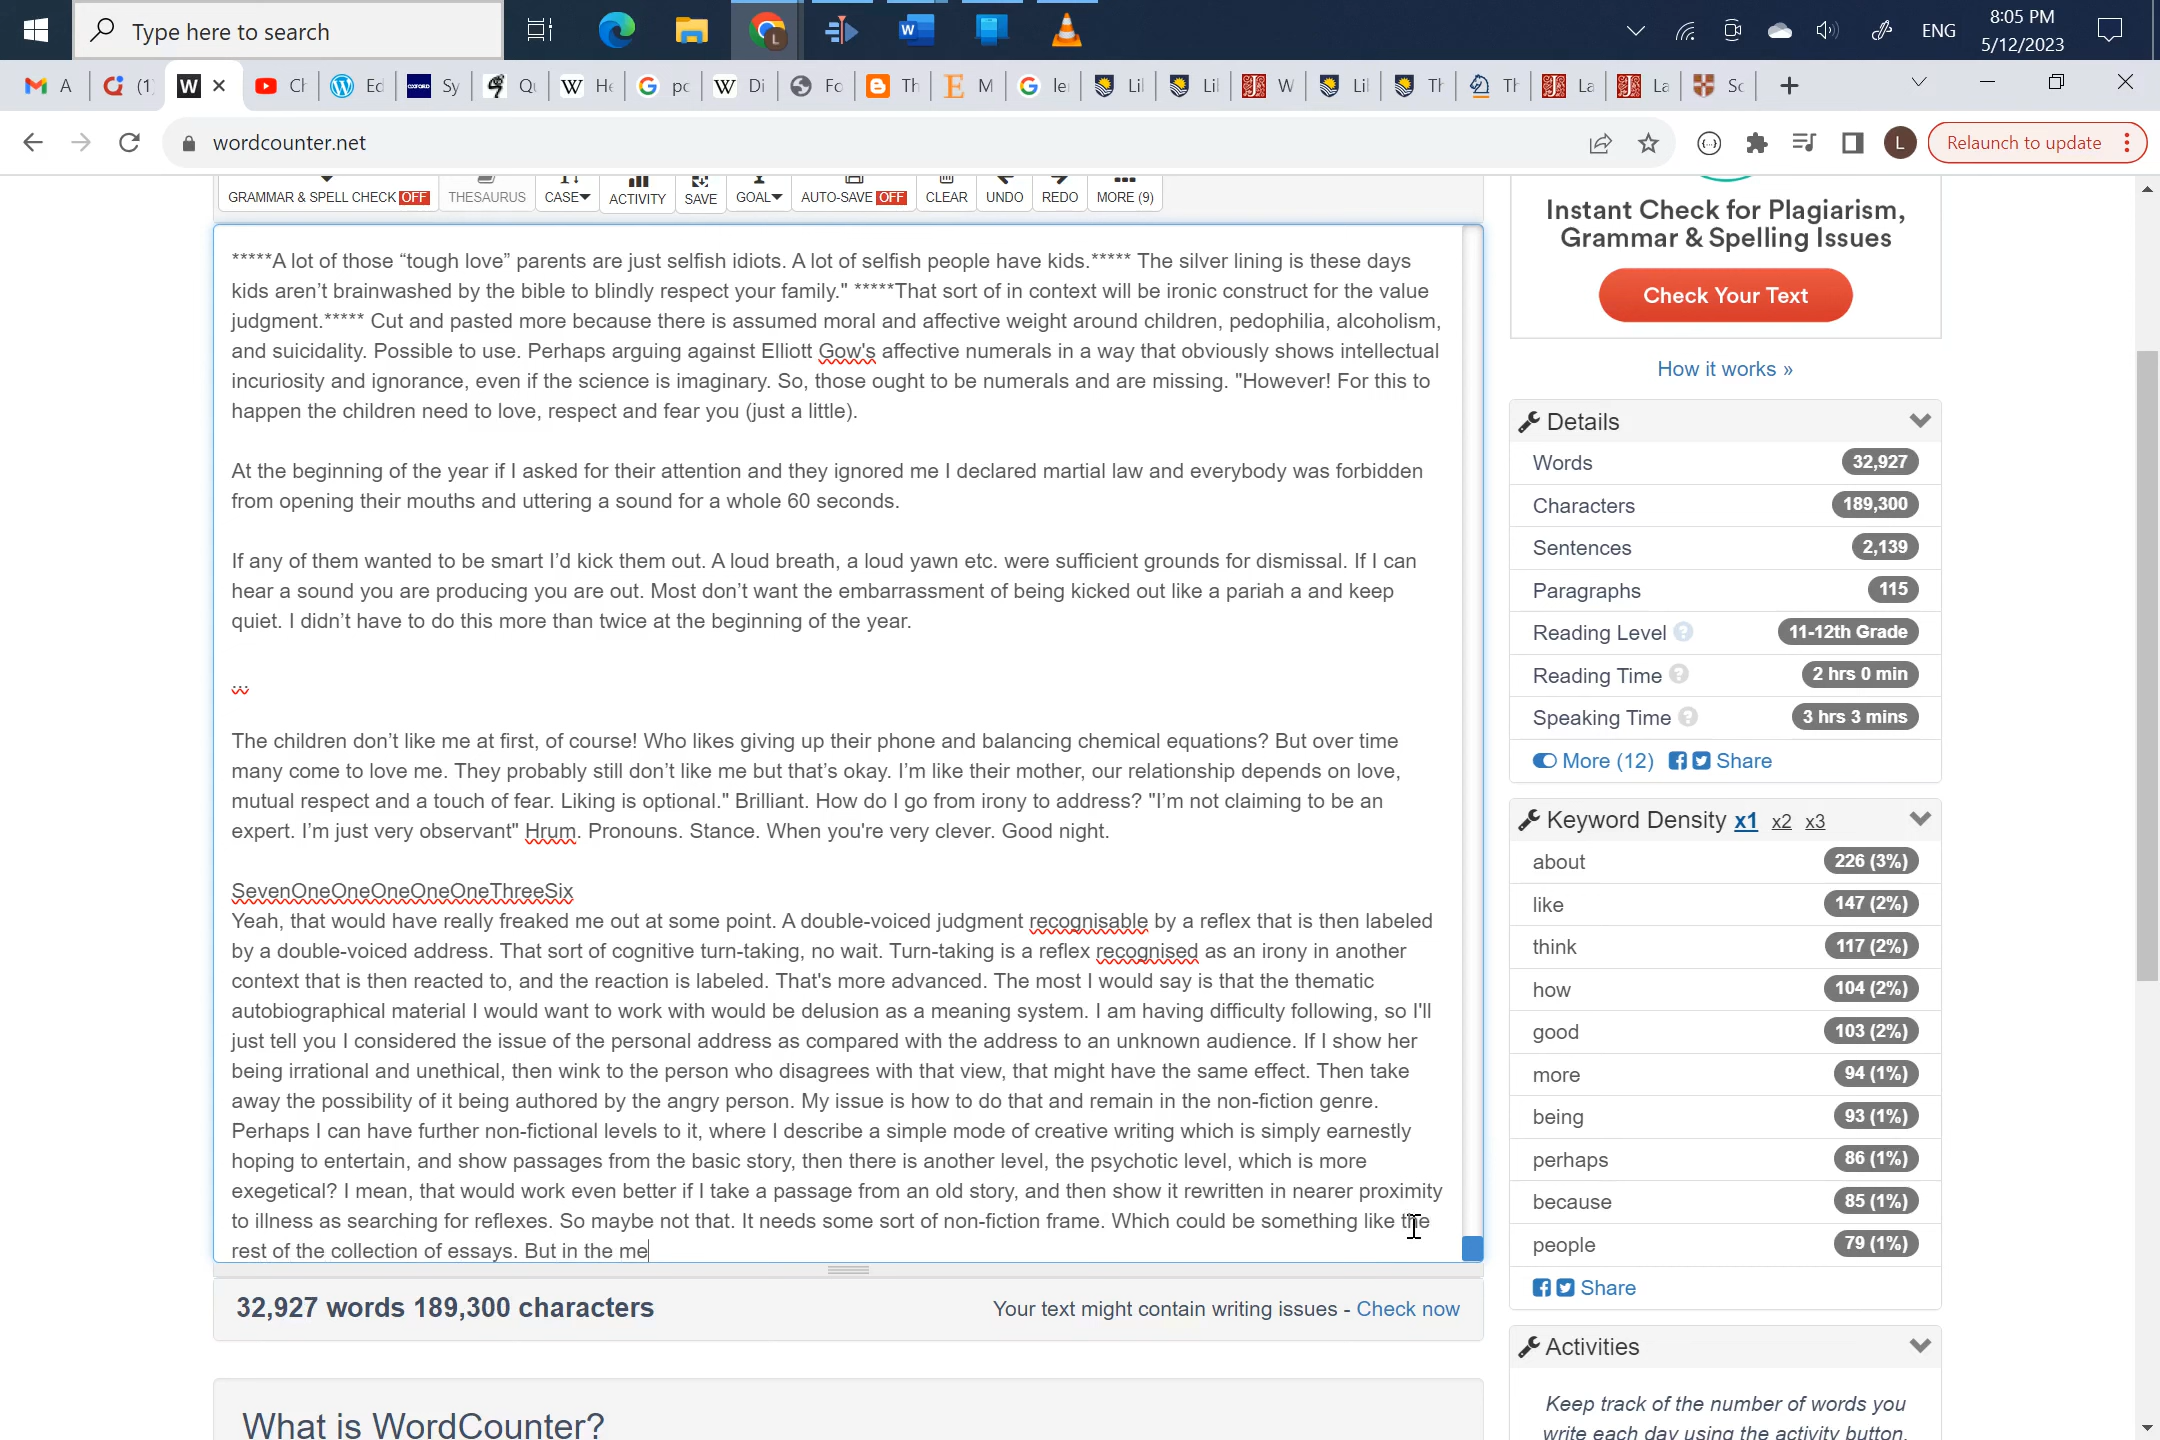 Type here to search
ENG
8:05 PM
5/12/2023
A
(1)
W
Ch
Ed
OXFORD Sy
Qu
W He
pc
W Di
Fo
Th
E M
le
Lil
Lil
W
Lil
Th
Th
La
La
Sc
wordcounter.net
L
Relaunch to update
GRAMMAR & SPELL CHECK OFF
THESAURUS
CASE
ACTIVITY
SAVE
GOAL
AUTO-SAVE OFF
CLEAR
UNDO
REDO
MORE (9)
*****A lot of those “tough love” parents are just selfish idiots. A lot of selfish people have kids.***** The silver lining is these days
kids aren’t brainwashed by the bible to blindly respect your family." *****That sort of in context will be ironic construct for the value
judgment.***** Cut and pasted more because there is assumed moral and affective weight around children, pedophilia, alcoholism,
and suicidality. Possible to use. Perhaps arguing against Elliott Gow's affective numerals in a way that obviously shows intellectual
incuriosity and ignorance, even if the science is imaginary. So, those ought to be numerals and are missing. "However! For this to
happen the children need to love, respect and fear you (just a little).
At the beginning of the year if I asked for their attention and they ignored me I declared martial law and everybody was forbidden
from opening their mouths and uttering a sound for a whole 60 seconds.
If any of them wanted to be smart I’d kick them out. A loud breath, a loud yawn etc. were sufficient grounds for dismissal. If I can
hear a sound you are producing you are out. Most don’t want the embarrassment of being kicked out like a pariah a and keep
quiet. I didn’t have to do this more than twice at the beginning of the year.
...
The children don’t like me at first, of course! Who likes giving up their phone and balancing chemical equations? But over time
many come to love me. They probably still don’t like me but that’s okay. I’m like their mother, our relationship depends on love,
mutual respect and a touch of fear. Liking is optional." Brilliant. How do I go from irony to address? "I’m not claiming to be an
expert. I’m just very observant" Hrum. Pronouns. Stance. When you're very clever. Good night.
SevenOneOneOneOneOneThreeSix
Yeah, that would have really freaked me out at some point. A double-voiced judgment recognisable by a reflex that is then labeled
by a double-voiced address. That sort of cognitive turn-taking, no wait. Turn-taking is a reflex recognised as an irony in another
context that is then reacted to, and the reaction is labeled. That's more advanced. The most I would say is that the thematic
autobiographical material I would want to work with would be delusion as a meaning system. I am having difficulty following, so I'll
just tell you I considered the issue of the personal address as compared with the address to an unknown audience. If I show her
being irrational and unethical, then wink to the person who disagrees with that view, that might have the same effect. Then take
away the possibility of it being authored by the angry person. My issue is how to do that and remain in the non-fiction genre.
Perhaps I can have further non-fictional levels to it, where I describe a simple mode of creative writing which is simply earnestly
hoping to entertain, and show passages from the basic story, then there is another level, the psychotic level, which is more
exegetical? I mean, that would work even better if I take a passage from an old story, and then show it rewritten in nearer proximity
to illness as searching for reflexes. So maybe not that. It needs some sort of non-fiction frame. Which could be something like the
rest of the collection of essays. But in the me
32,927 words 189,300 characters
Your text might contain writing issues - Check now
What is WordCounter?
Instant Check for Plagiarism,
Grammar & Spelling Issues
Check Your Text
How it works »
Details
Words 32,927
Characters 189,300
Sentences 2,139
Paragraphs 115
Reading Level ? 11-12th Grade
Reading Time ? 2 hrs 0 min
Speaking Time ? 3 hrs 3 mins
More (12) Share
Keyword Density x1 x2 x3
about 226 (3%)
like 147 (2%)
think 117 (2%)
how 104 (2%)
good 103 (2%)
more 94 (1%)
being 93 (1%)
perhaps 86 (1%)
because 85 (1%)
people 79 (1%)
Share
Activities
Keep track of the number of words you
write each day using the activity button.